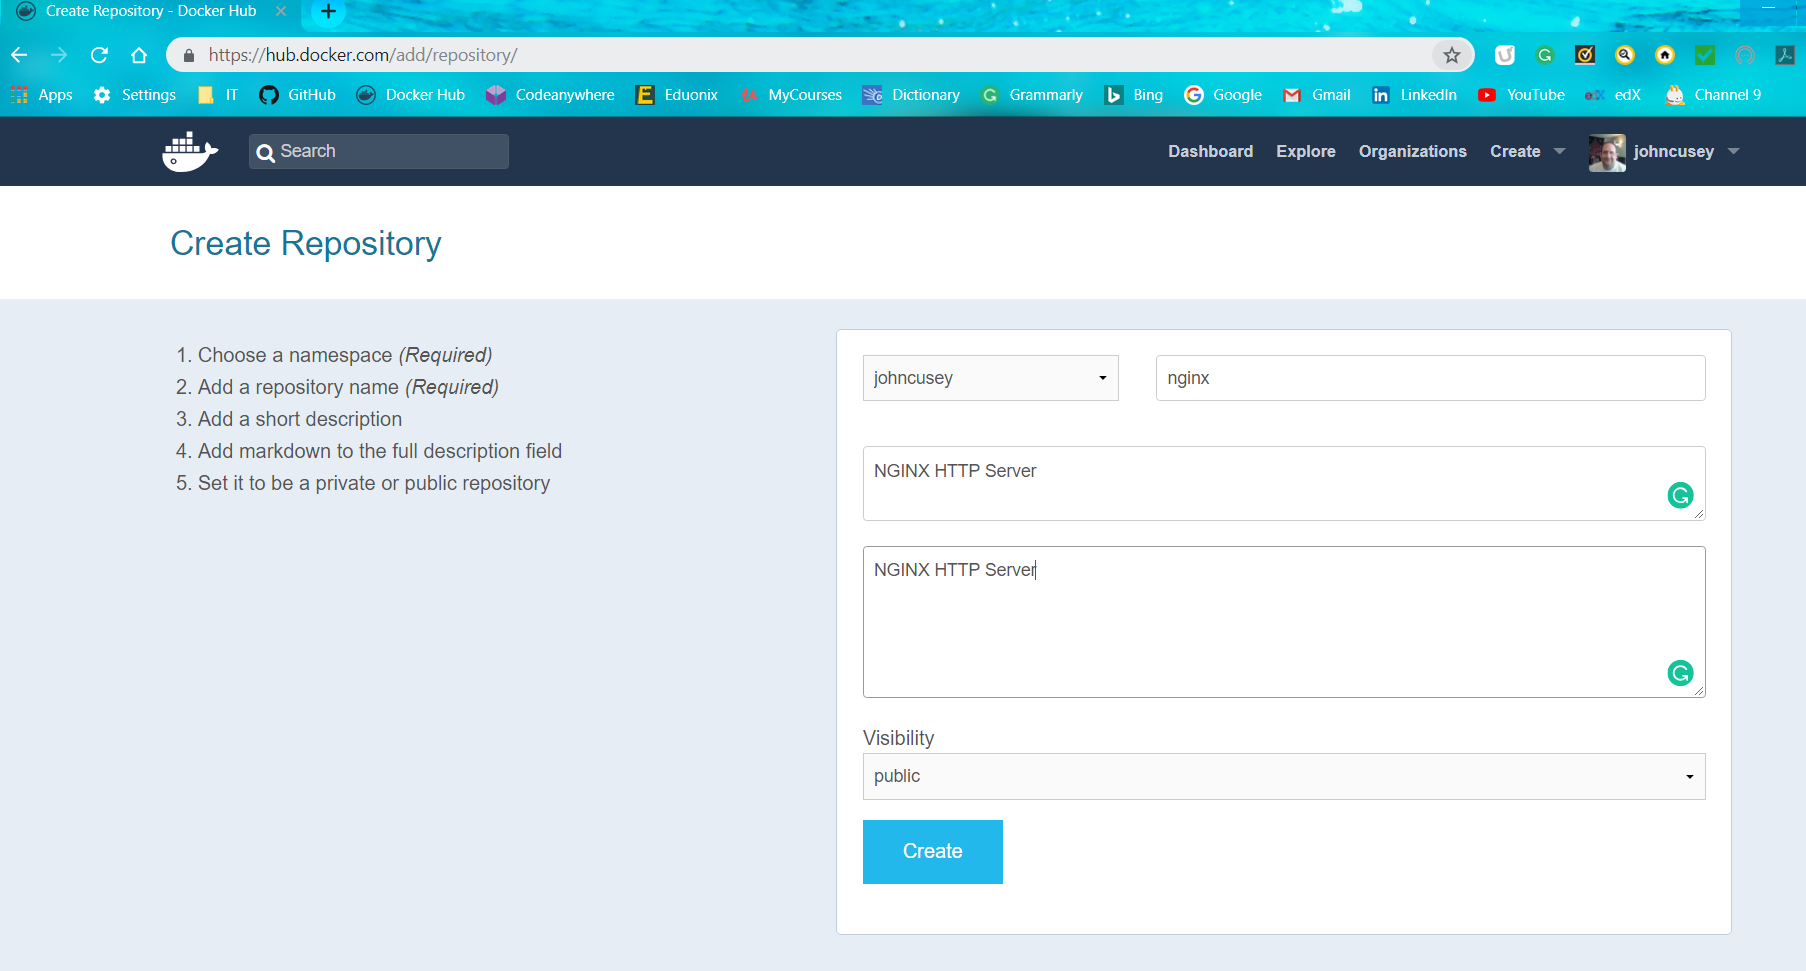 Create Repository - Docker Hub
https://hub.docker.com/add/repository/
Apps Settings IT GitHub Docker Hub Codeanywhere Eduonix MyCourses Dictionary Grammarly Bing Google Gmail LinkedIn YouTube edX Channel 9
Search Dashboard Explore Organizations Create johncusey
Create Repository
1. Choose a namespace (Required)
2. Add a repository name (Required)
3. Add a short description
4. Add markdown to the full description field
5. Set it to be a private or public repository
johncusey nginx
NGINX HTTP Server
NGINX HTTP Server
Visibility
public
Create